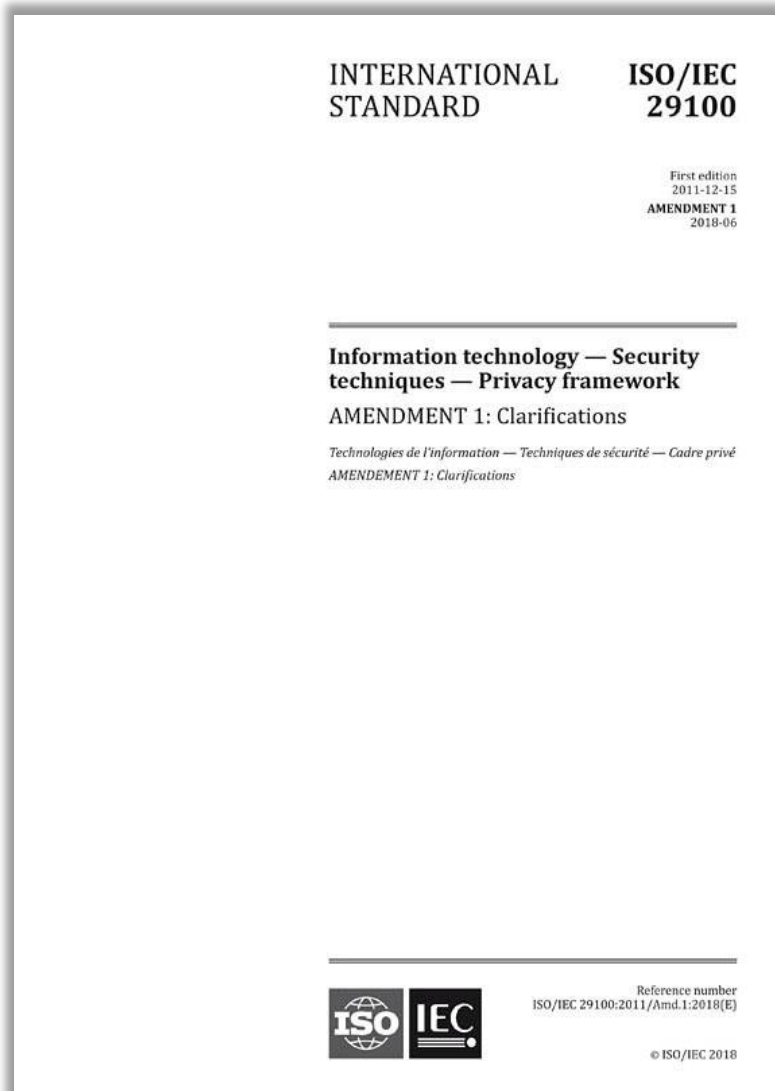 INTERNATIONAL
STANDARD
ISO/IEC
29100
First edition
2011-12-15
AMENDMENT 1
2018-06
Information technology — Security
techniques — Privacy framework
AMENDMENT 1: Clarifications
Technologies de l'information — Techniques de sécurité — Cadre privé
AMENDEMENT 1: Clarifications
ISO
IEC
Reference number
ISO/IEC 29100:2011/Amd.1:2018(E)
© ISO/IEC 2018